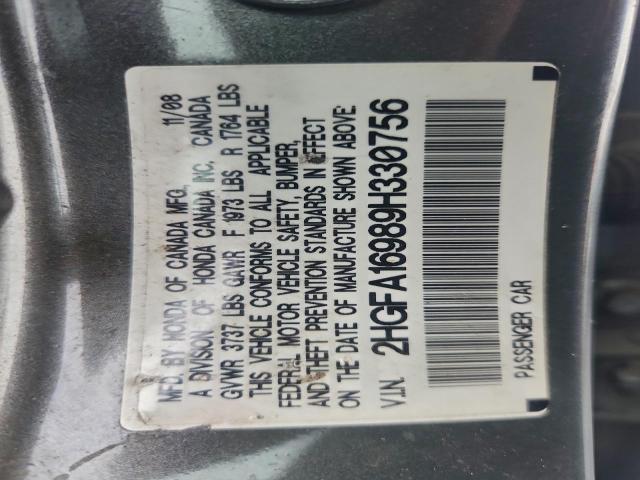 MFD. BY HONDA OF CANADA MFG. 11/08
A DIVISION OF HONDA CANADA INC, CANADA
GVWR 3737 LBS GAWR F 1973 LBS R 1764 LBS
THIS VEHICLE CONFORMS TO ALL APPLICABLE
FEDERAL MOTOR VEHICLE SAFETY, BUMPER,
AND THEFT PREVENTION STANDARDS IN EFFECT
ON THE DATE OF MANUFACTURE SHOWN ABOVE.
V.I.N. 2HGFA16989H330756
PASSENGER CAR